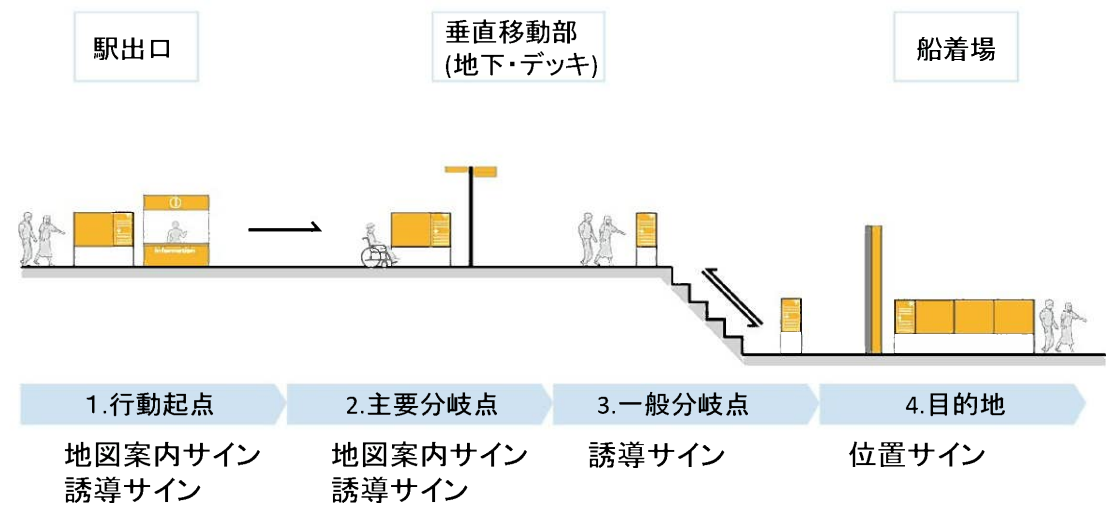 駅出口
垂直移動部
(地下・デッキ)
船着場
Information
1.行動起点
2.主要分岐点
3.一般分岐点
4.目的地
地図案内サイン
誘導サイン
地図案内サイン
誘導サイン
誘導サイン
位置サイン